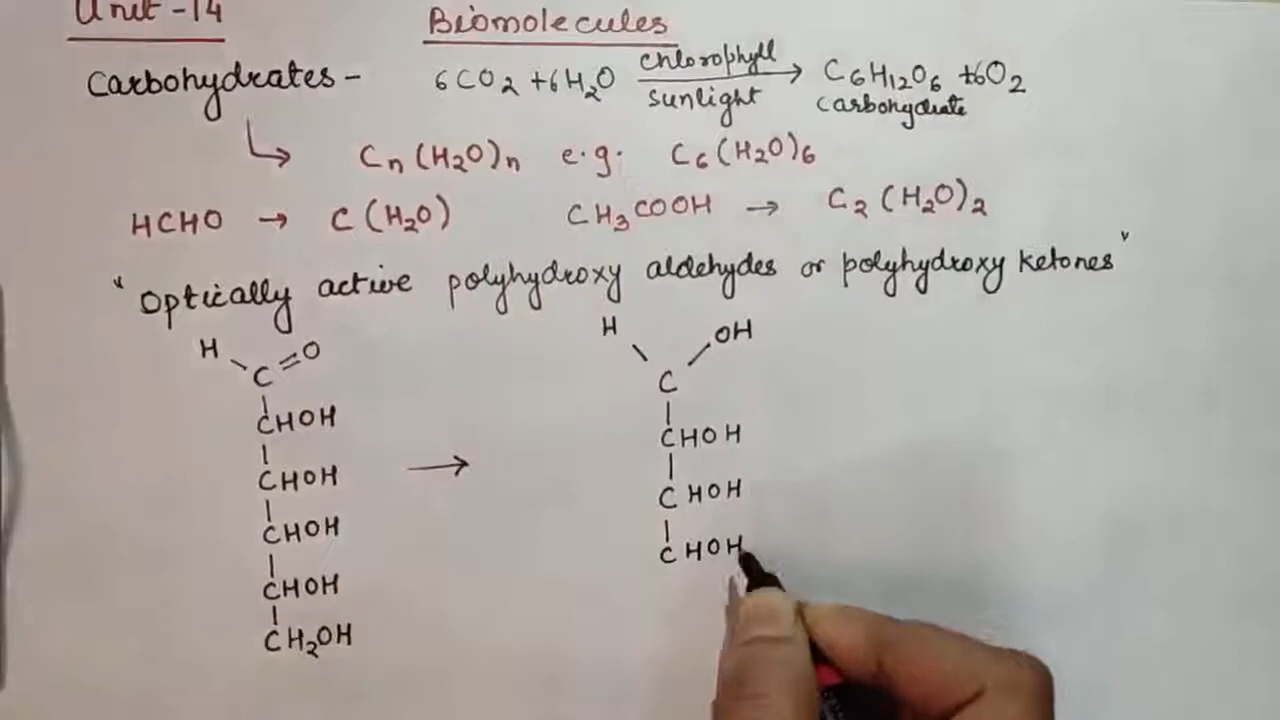 Unit -14
Biomolecules
Carbohydrates - 6CO2 +6H2O chlorophyll sunlight → C6H12O6 +6O2
carbohydrate
↳ Cn(H2O)n e.g. C6(H2O)6
HCHO → C(H2O) CH3COOH → C2(H2O)2
"Optically active polyhydroxy aldehydes or polyhydroxy ketones"
H C=O
CHOH
CHOH
CHOH
CHOH
CH2OH
→
H OH
C
CHOH
CHOH
CHOH